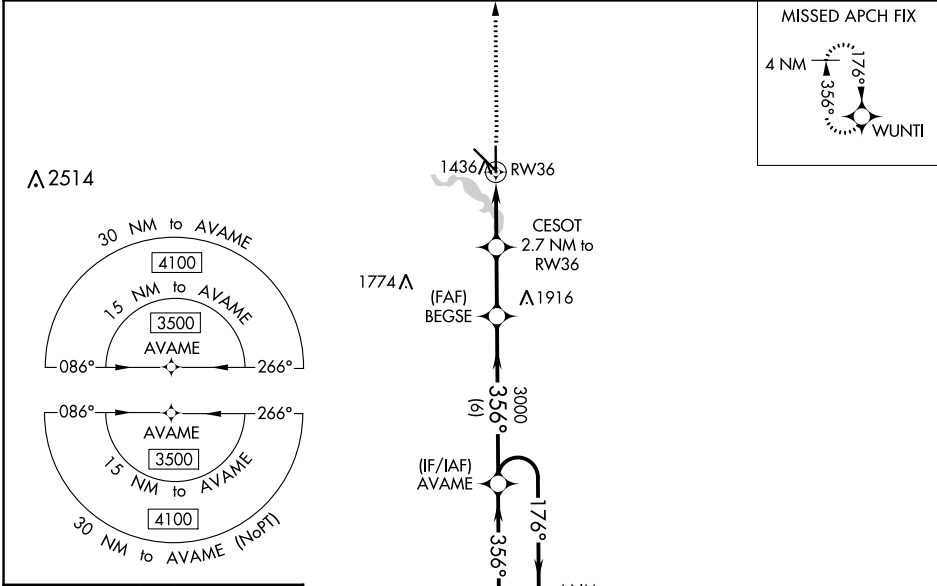 MISSED APCH FIX
4 NM
176°
356°
WUNTI
1436
RW36
2514
CESOT
2.7 NM to
RW36
1774
(FAF)
BEGSE
1916
30 NM to AVAME
4100
15 NM to AVAME
3500
AVAME
086°
266°
086°
266°
AVAME
3500
15 NM to AVAME
4100
30 NM to AVAME (NoPT)
3000
356°
(6)
(IF/IAF)
AVAME
176°
356°